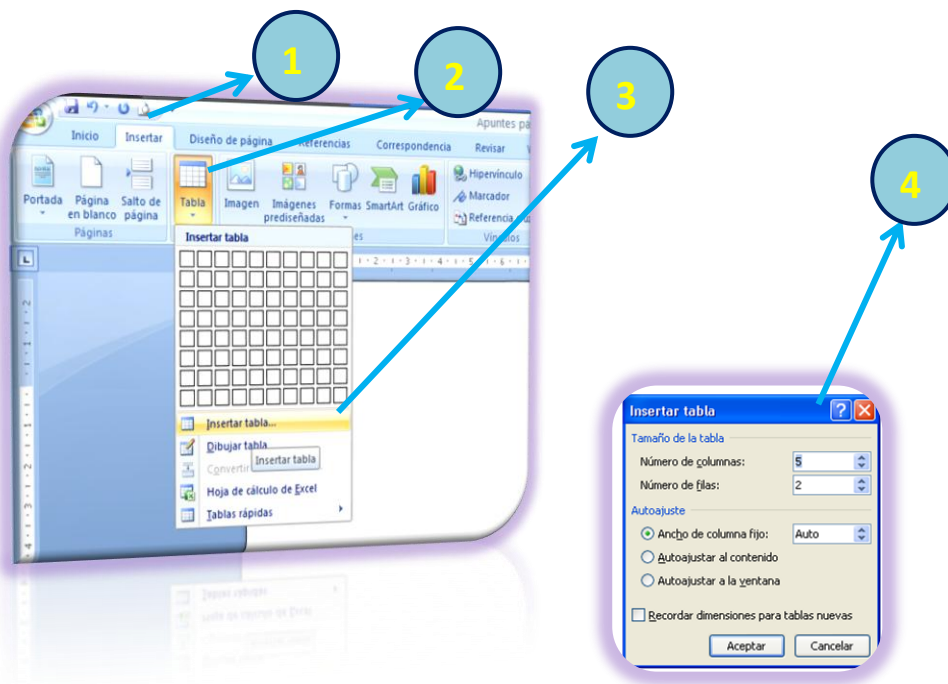 1
2
3
4
Apuntes pa
Inicio Insertar Diseño de página Referencias Correspondencia Revisar
Portada Página en blanco Salto de página
Páginas
Tabla
Imagen Imágenes prediseñadas Formas SmartArt Gráfico
Hipervínculo
Marcador
Referencia
Vínculos
Insertar tabla
Insertar tabla...
Dibujar tabla
Insertar tabla
Convertir
Hoja de cálculo de Excel
Tablas rápidas
Insertar tabla
Tamaño de la tabla
Número de columnas: 5
Número de filas: 2
Autoajuste
Ancho de columna fijo: Auto
Autoajustar al contenido
Autoajustar a la ventana
Recordar dimensiones para tablas nuevas
Aceptar Cancelar